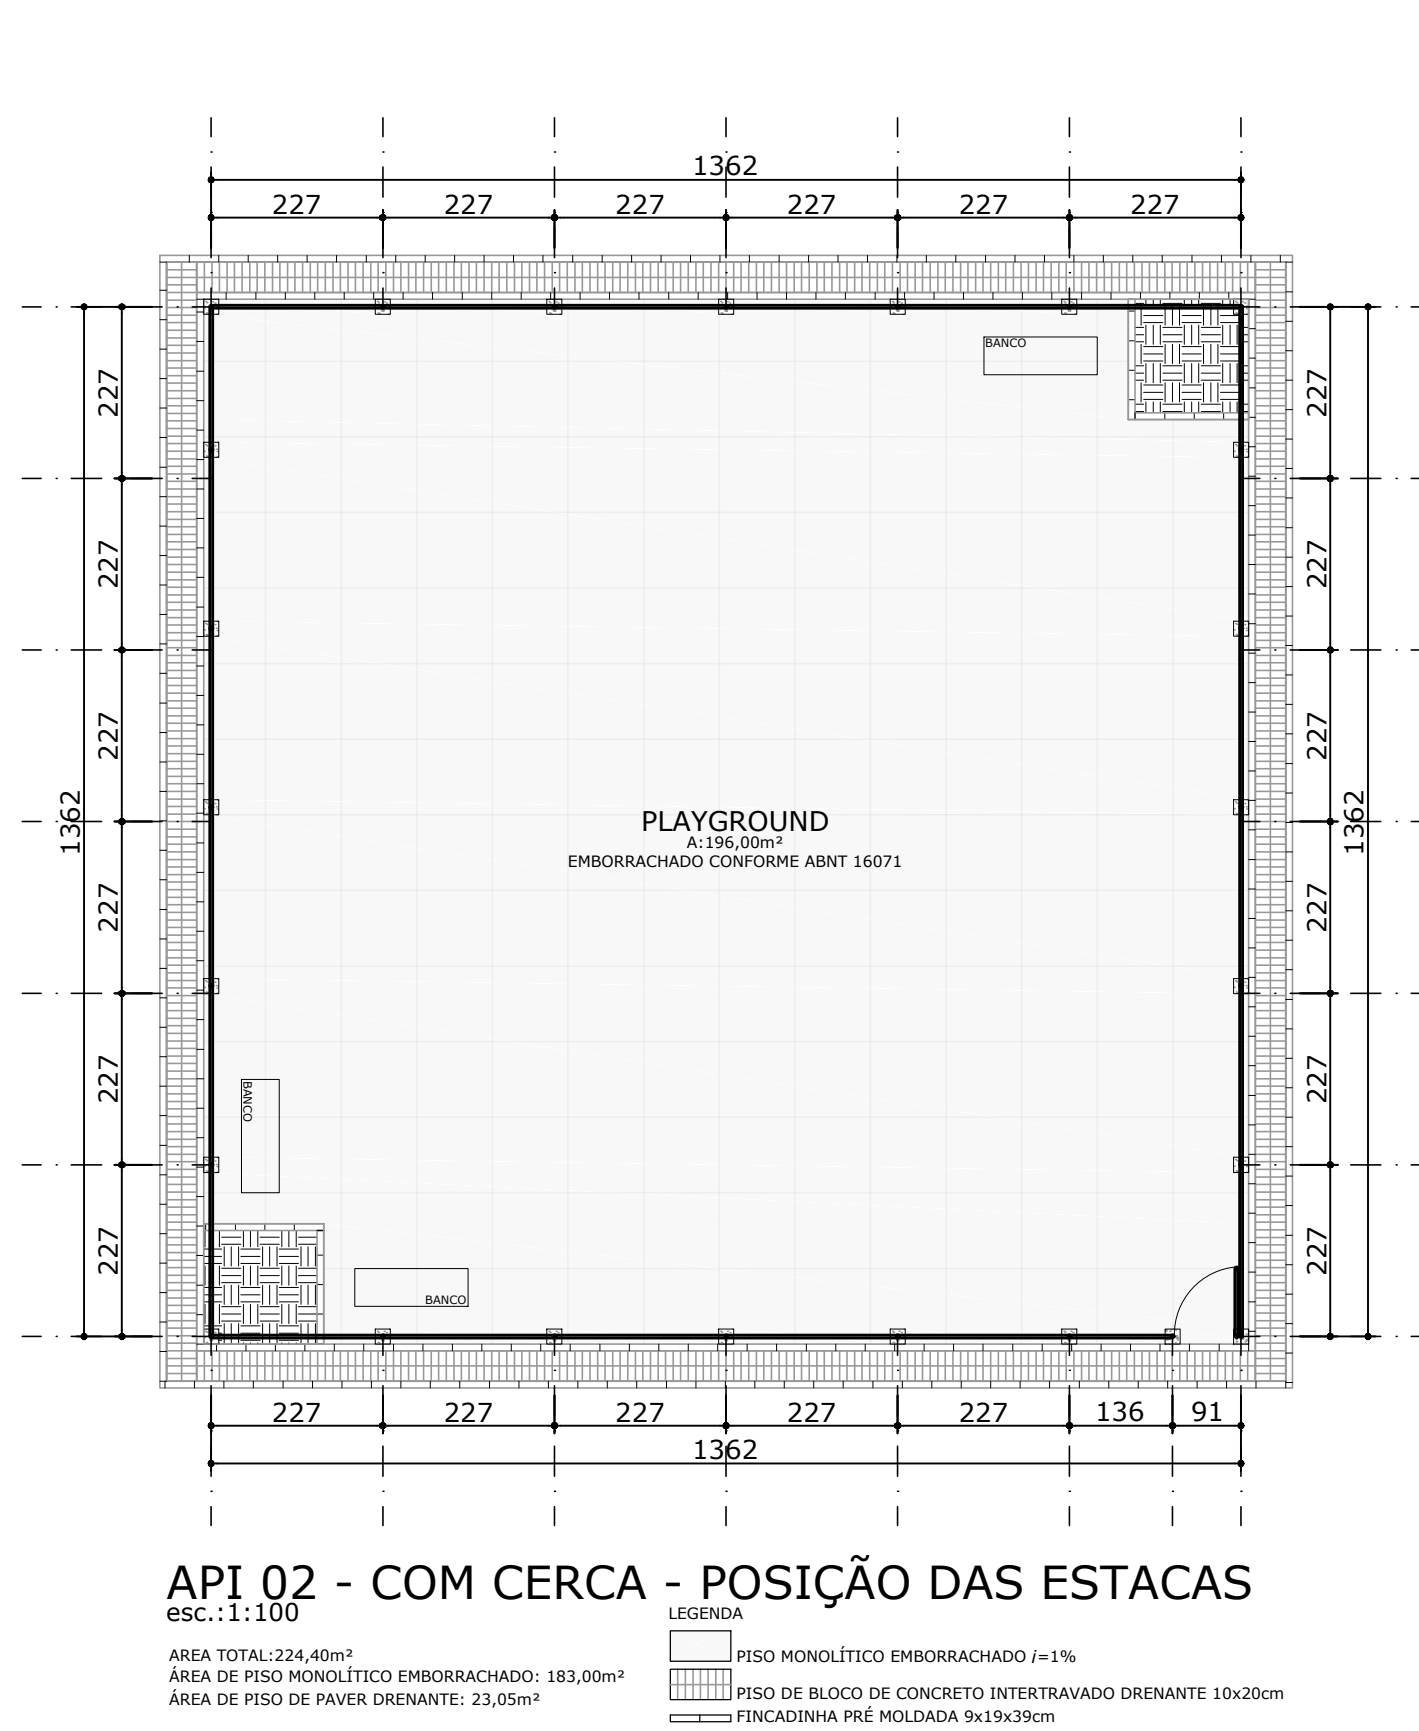 1362
227 227 227 227 227 227
BANCO
227
227
227
227
227
227
227
227
227
227
1362
1362
PLAYGROUND
A:196,00m²
EMBORRACHADO CONFORME ABNT 16071
227
227
BANCO
BANCO
227 227 227 227 227 136 91
1362
API 02 - COM CERCA - POSIÇÃO DAS ESTACAS
esc.:1:100
AREA TOTAL:224,40m²
ÁREA DE PISO MONOLÍTICO EMBORRACHADO: 183,00m²
ÁREA DE PISO DE PAVER DRENANTE: 23,05m²
LEGENDA
PISO MONOLÍTICO EMBORRACHADO i=1%
PISO DE BLOCO DE CONCRETO INTERTRAVADO DRENANTE 10x20cm
FINCADINHA PRÉ MOLDADA 9x19x39cm